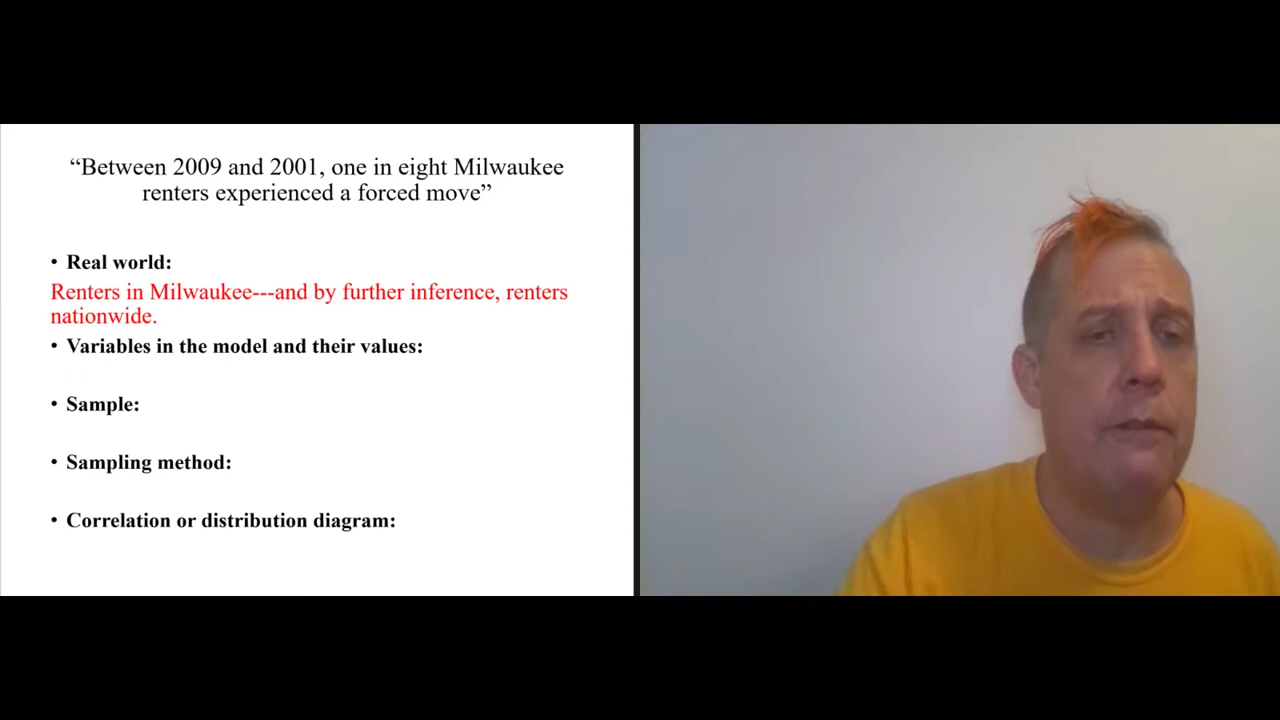 “Between 2009 and 2001, one in eight Milwaukee
renters experienced a forced move”
• Real world:
Renters in Milwaukee---and by further inference, renters
nationwide.
• Variables in the model and their values:
• Sample:
• Sampling method:
• Correlation or distribution diagram: